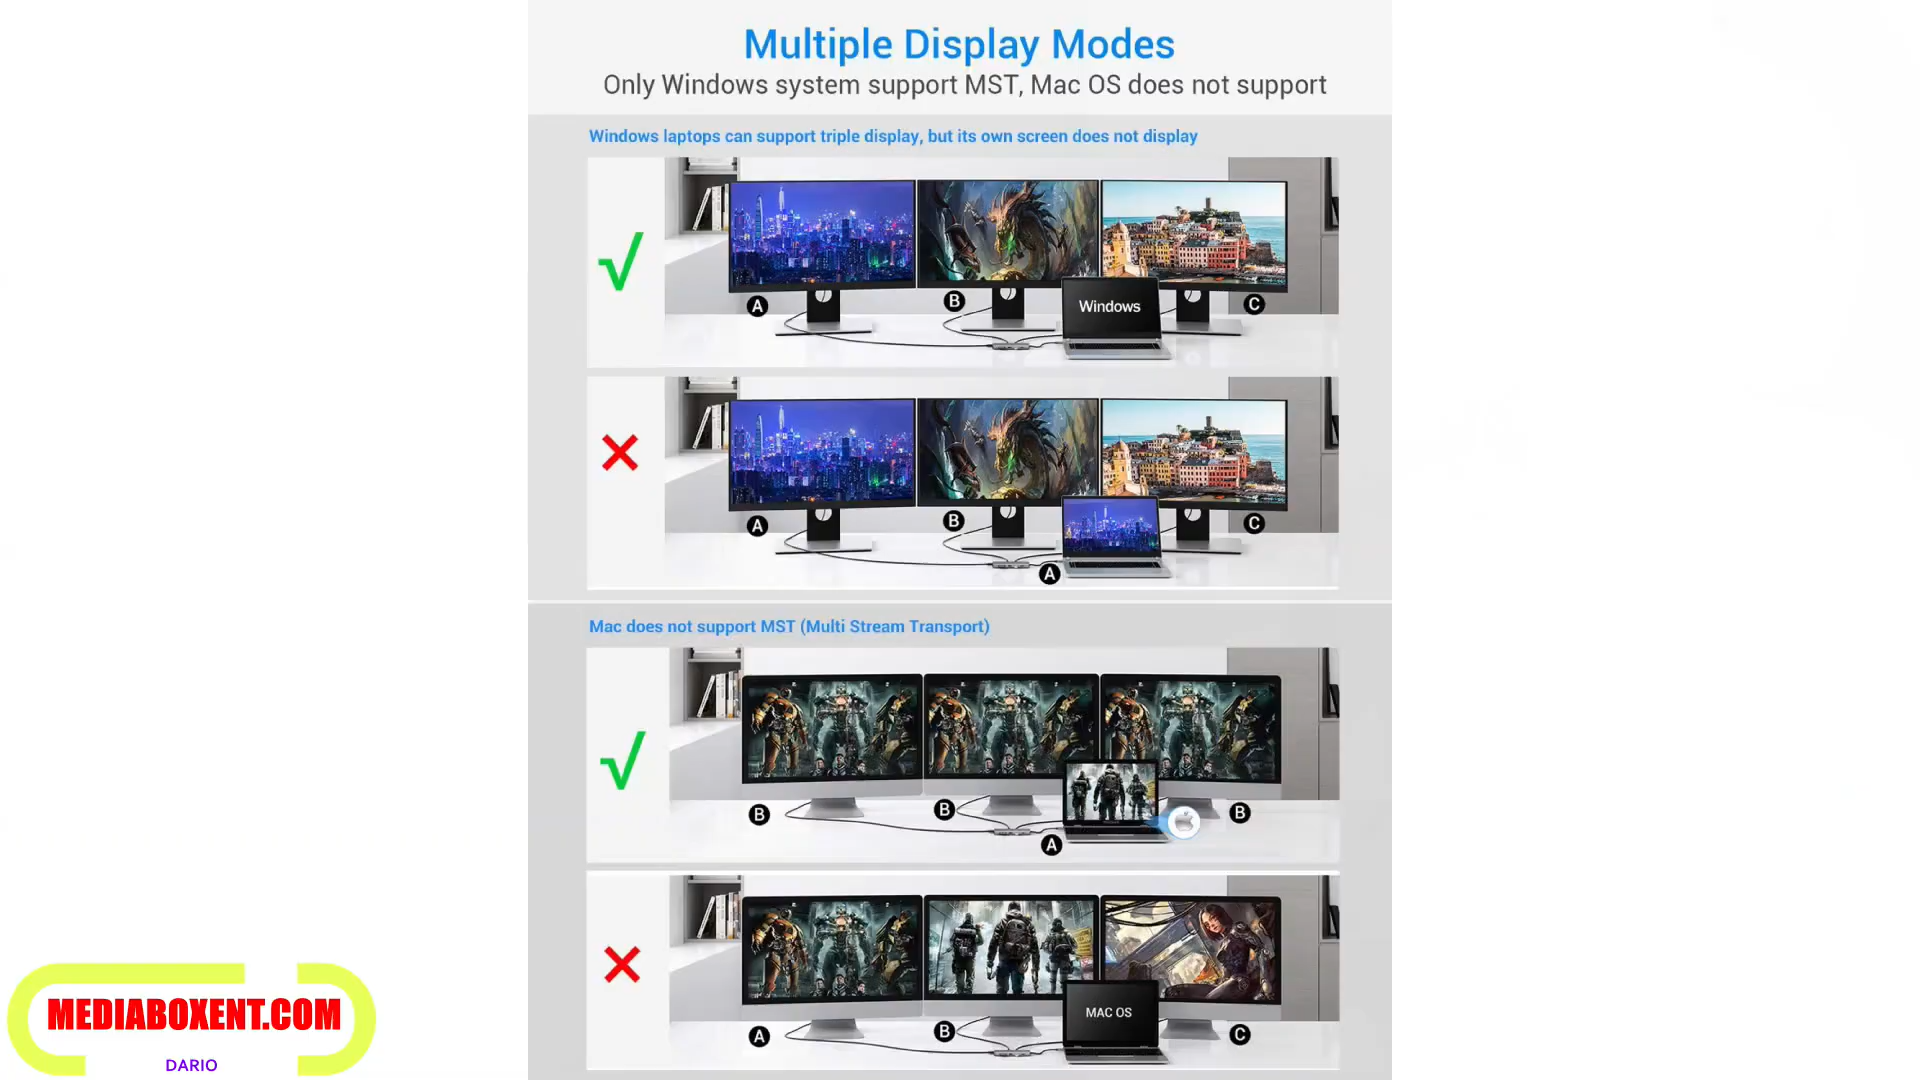 Multiple Display Modes
Only Windows system support MST, Mac OS does not support
Windows laptops can support triple display, but its own screen does not display
A
B
Windows
C
A
B
A
C
Mac does not support MST (Multi Stream Transport)
B
B
A
B
A
B
MAC OS
C
MEDIABOXENT.COM
DARIO